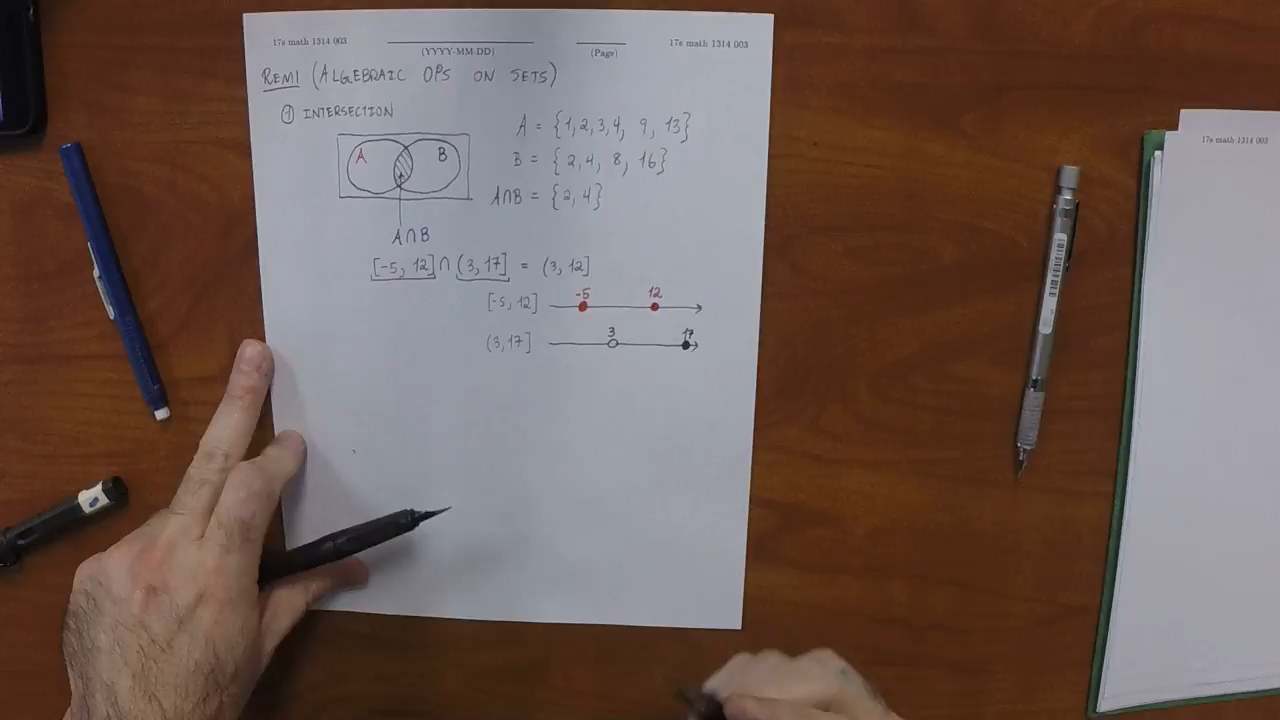 17s math 1314 003
(YYYY-MM-DD)
(Page)
17s math 1314 003
REM1 (ALGEBRAIC OPS ON SETS)
① INTERSECTION
A B
A∩B
A = {1, 2, 3, 4, 9, 13}
B = {2, 4, 8, 16}
A∩B = {2, 4}
[-5, 12] ∩ (3, 17] = (3, 12]
[-5, 12] -5 12
(3, 17] 3 17
17s math 1314 003